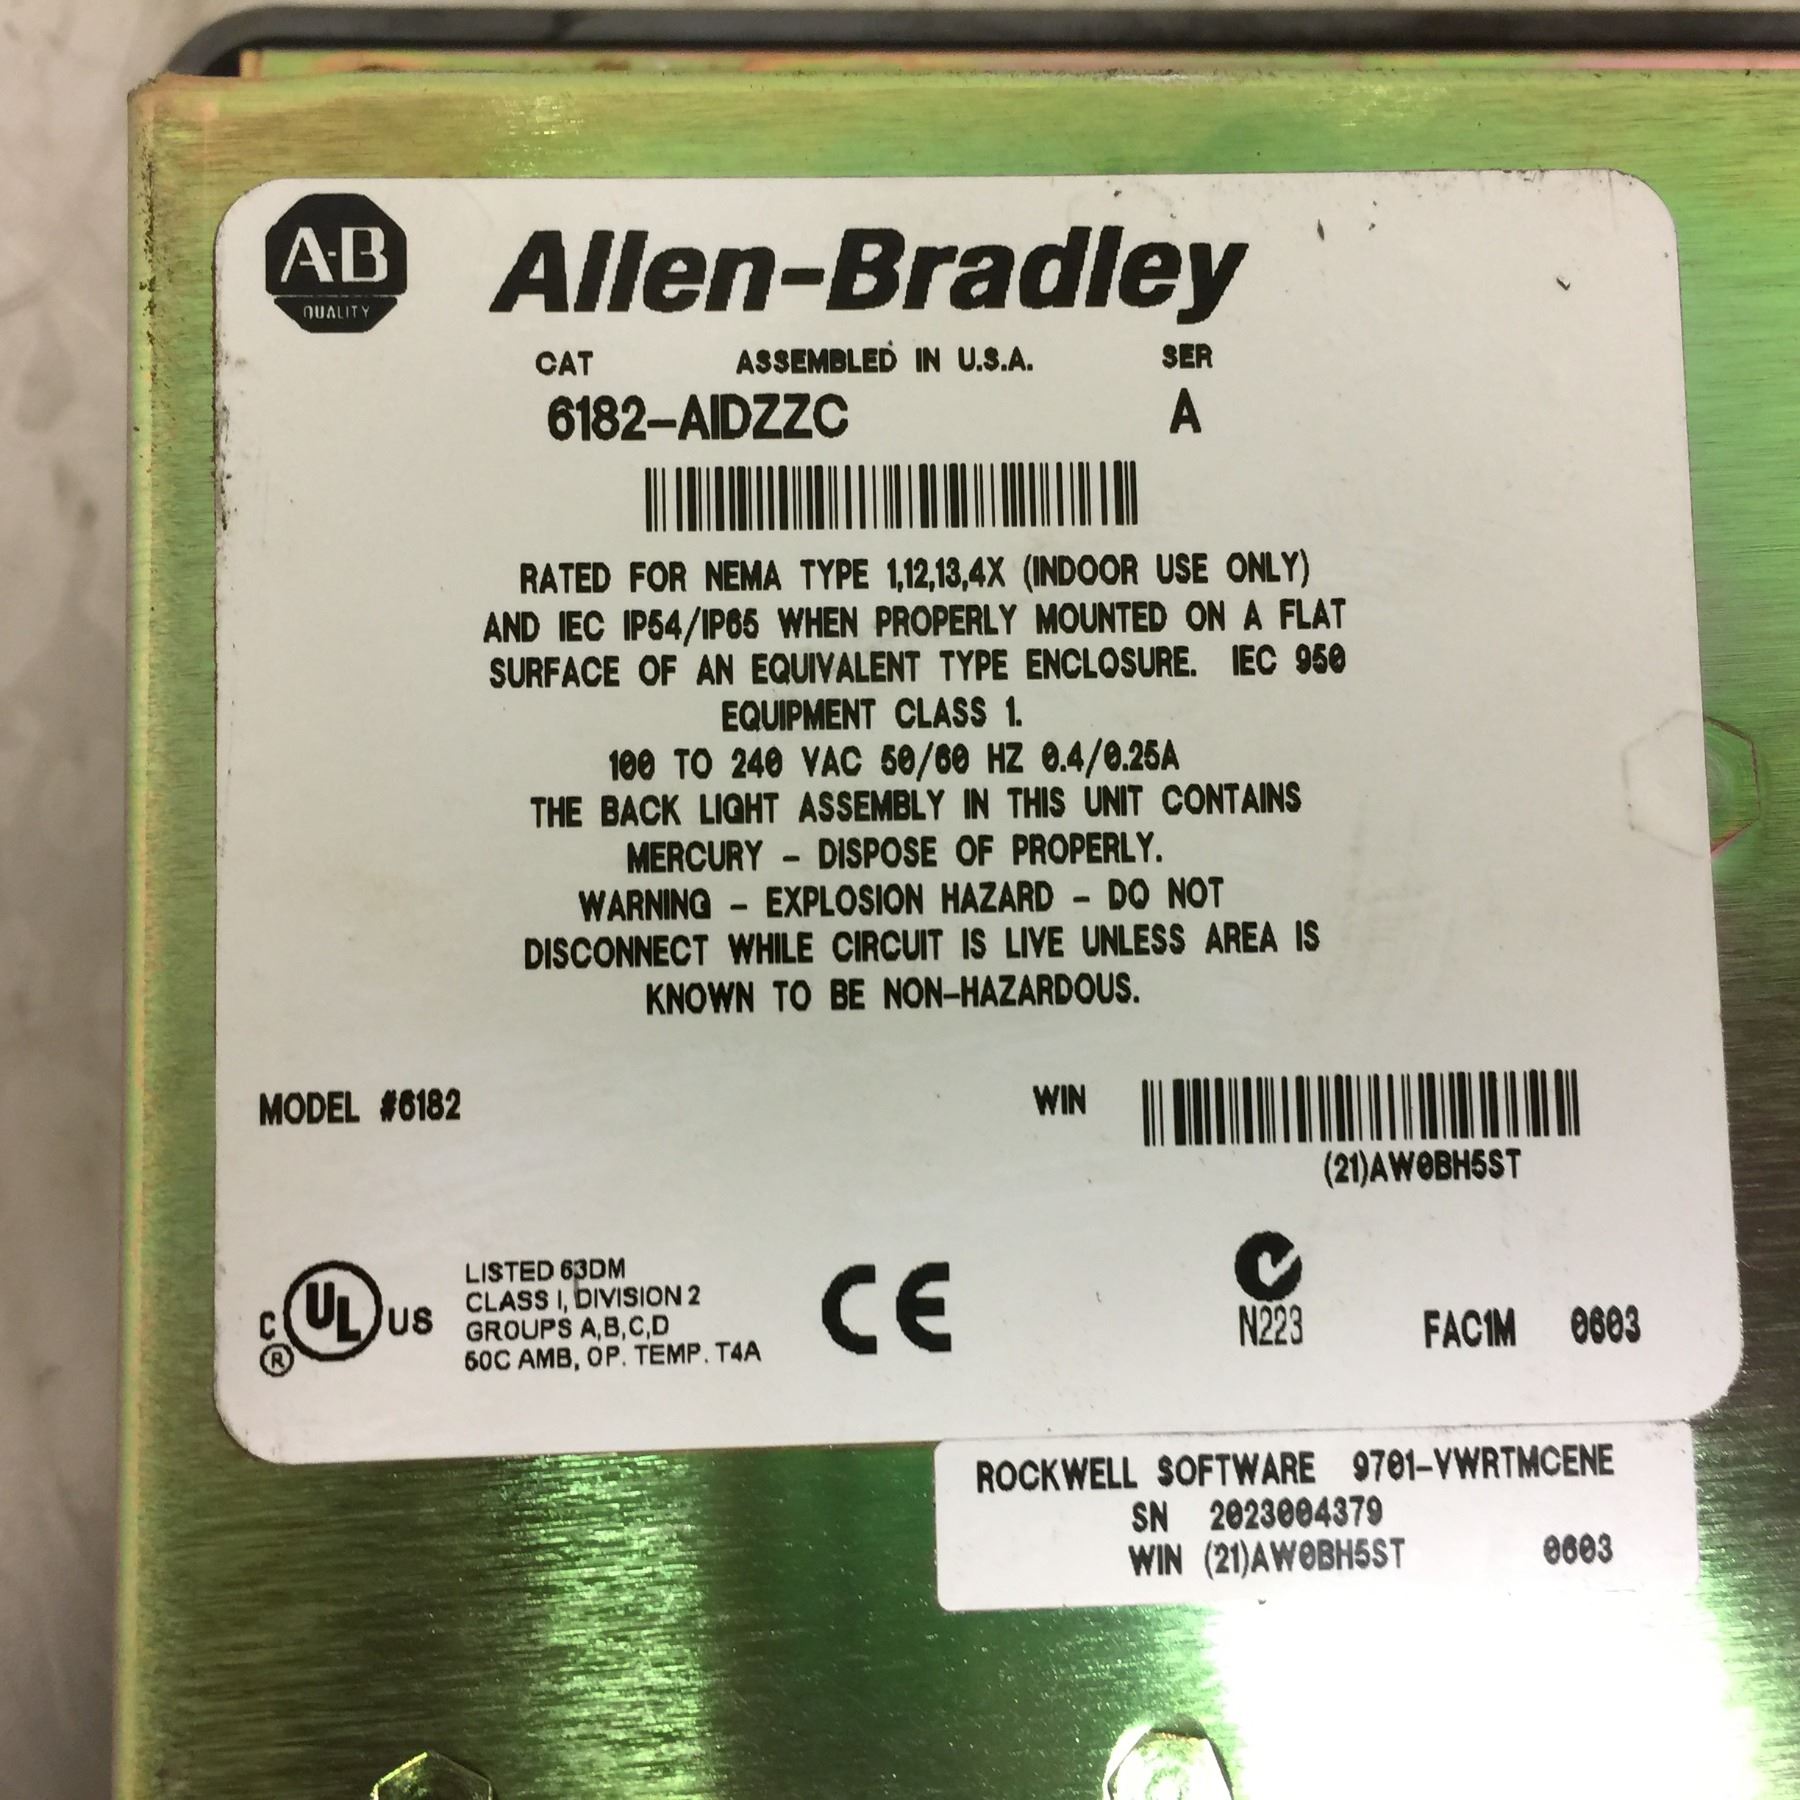 A-B
QUALITY
Allen-Bradley
CAT ASSEMBLED IN U.S.A. SER
6182-AIDZZC A
RATED FOR NEMA TYPE 1,12,13,4X (INDOOR USE ONLY)
AND IEC IP54/IP65 WHEN PROPERLY MOUNTED ON A FLAT
SURFACE OF AN EQUIVALENT TYPE ENCLOSURE. IEC 950
EQUIPMENT CLASS 1.
100 TO 240 VAC 50/60 HZ 0.4/0.25A
THE BACK LIGHT ASSEMBLY IN THIS UNIT CONTAINS
MERCURY - DISPOSE OF PROPERLY.
WARNING - EXPLOSION HAZARD - DO NOT
DISCONNECT WHILE CIRCUIT IS LIVE UNLESS AREA IS
KNOWN TO BE NON-HAZARDOUS.
MODEL #6182 WIN
(21)AW0BH5ST
C UL US ®
LISTED 63DM
CLASS I, DIVISION 2
GROUPS A,B,C,D
50C AMB, OP. TEMP. T4A
CE
N223 FAC1M 0603
ROCKWELL SOFTWARE 9701-VWRTMCENE
SN 2023004379
WIN (21)AW0BH5ST 0603